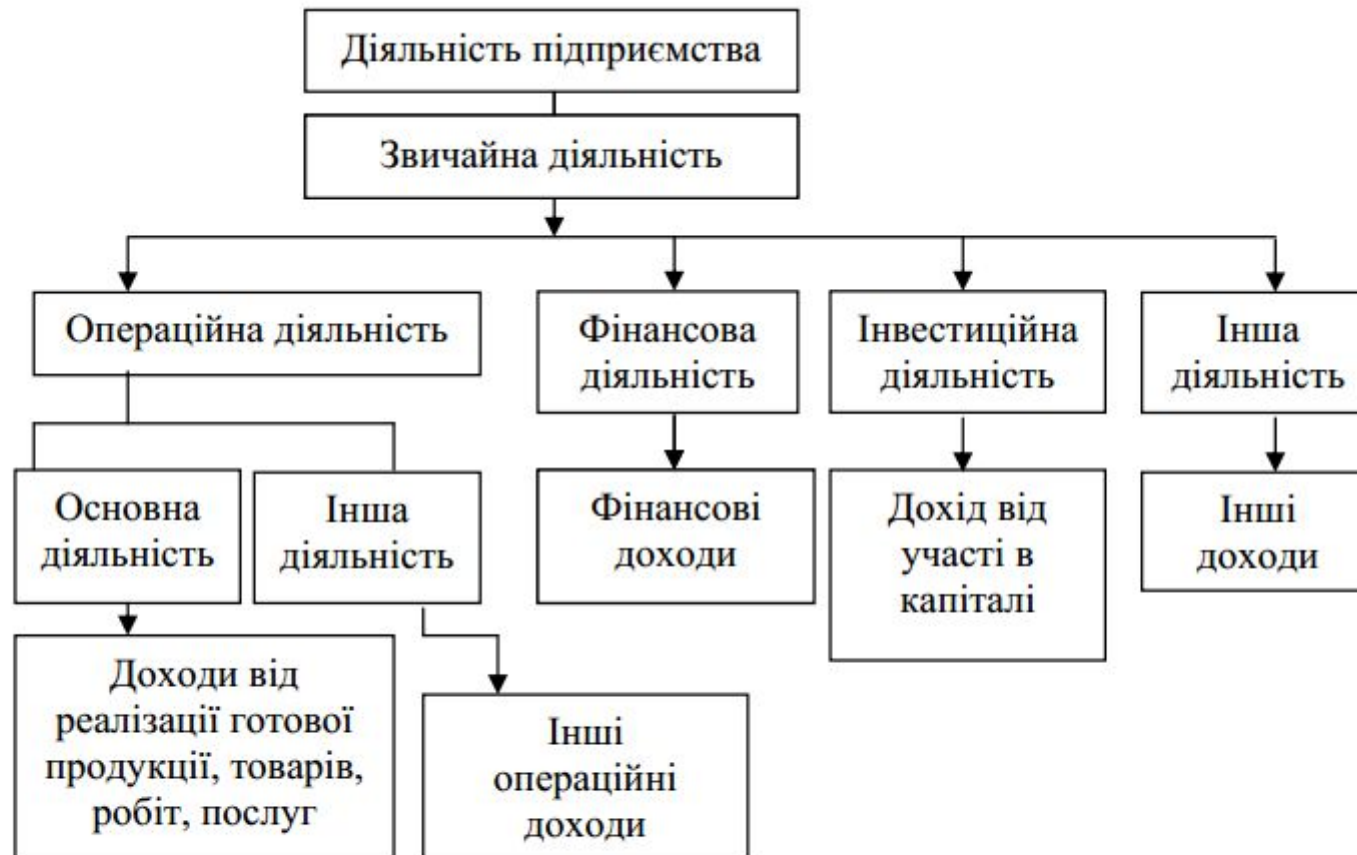 Діяльність підприємства
Звичайна діяльність
Операційна діяльність
Фінансова
діяльність
Інвестиційна
діяльність
Інша
діяльність
Основна
діяльність
Інша
діяльність
Фінансові
доходи
Дохід від
участі в
капіталі
Інші
доходи
Доходи від
реалізації готової
продукції, товарів,
робіт, послуг
Інші
операційні
доходи